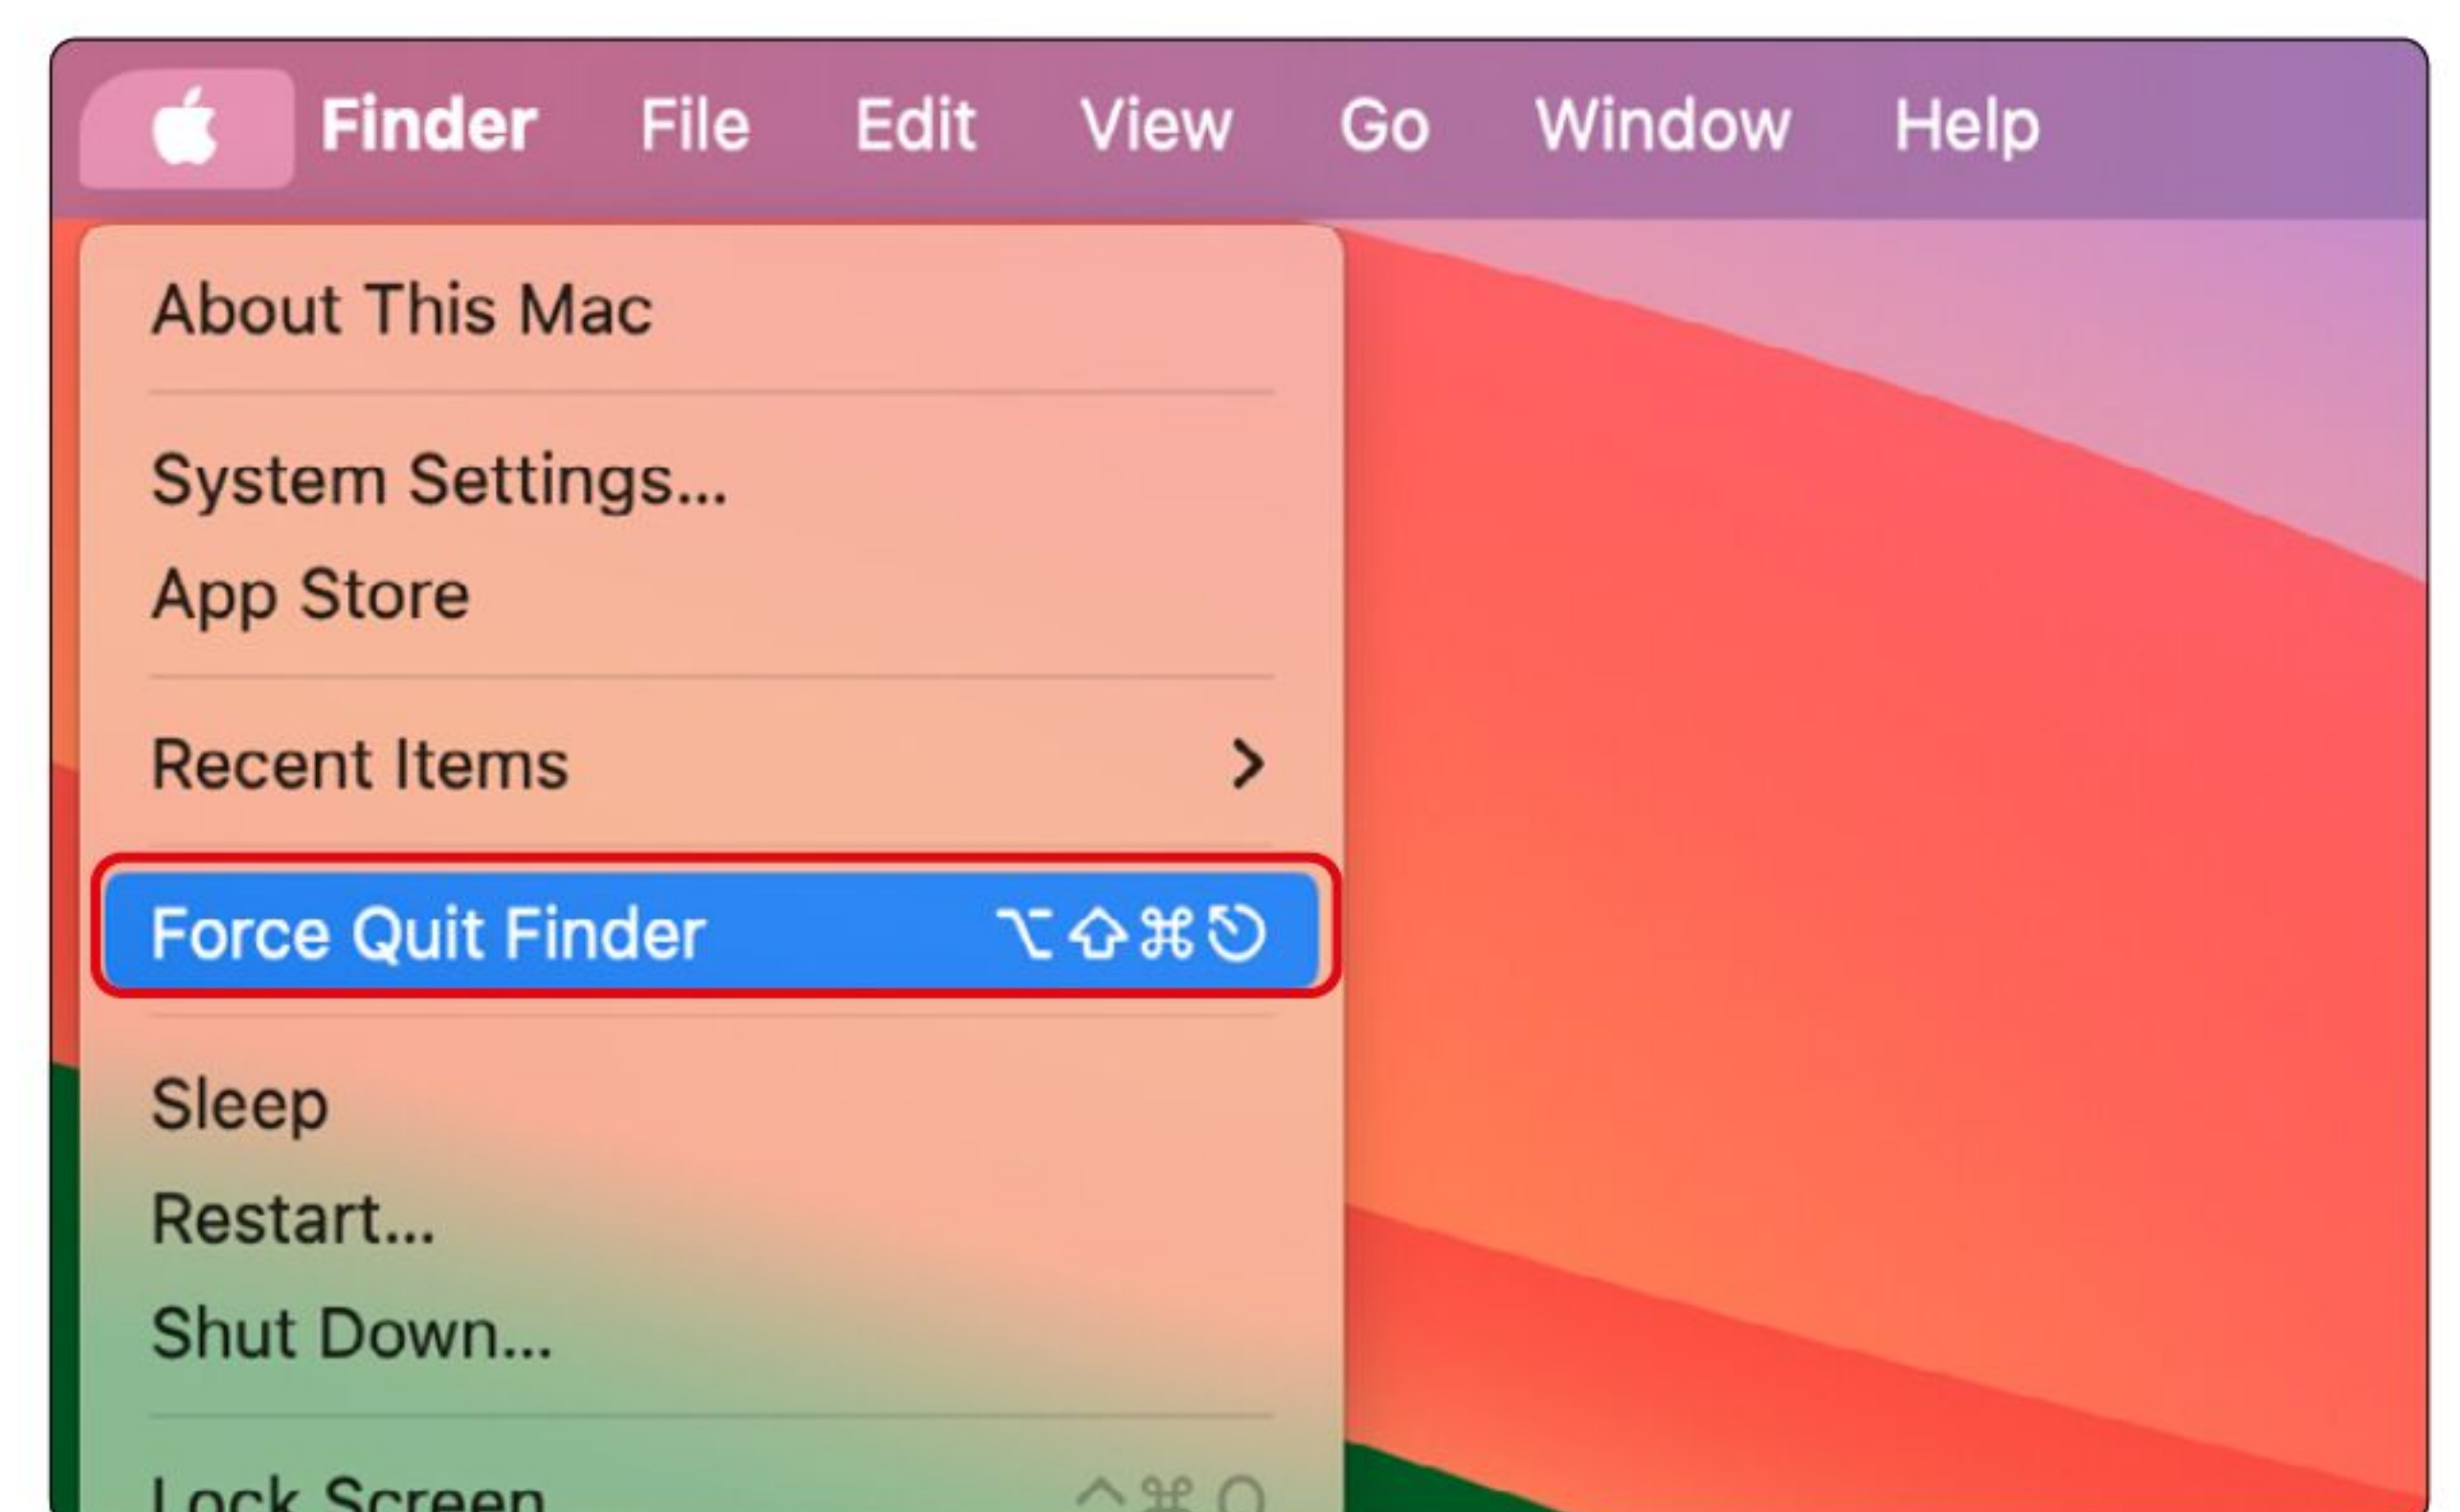 Finder File Edit View Go Window Help
About This Mac
System Settings...
App Store
Recent Items
Force Quit Finder ⌥⇧⌘⎋
Sleep
Restart...
Shut Down...
Lock Screen ^⌘Q